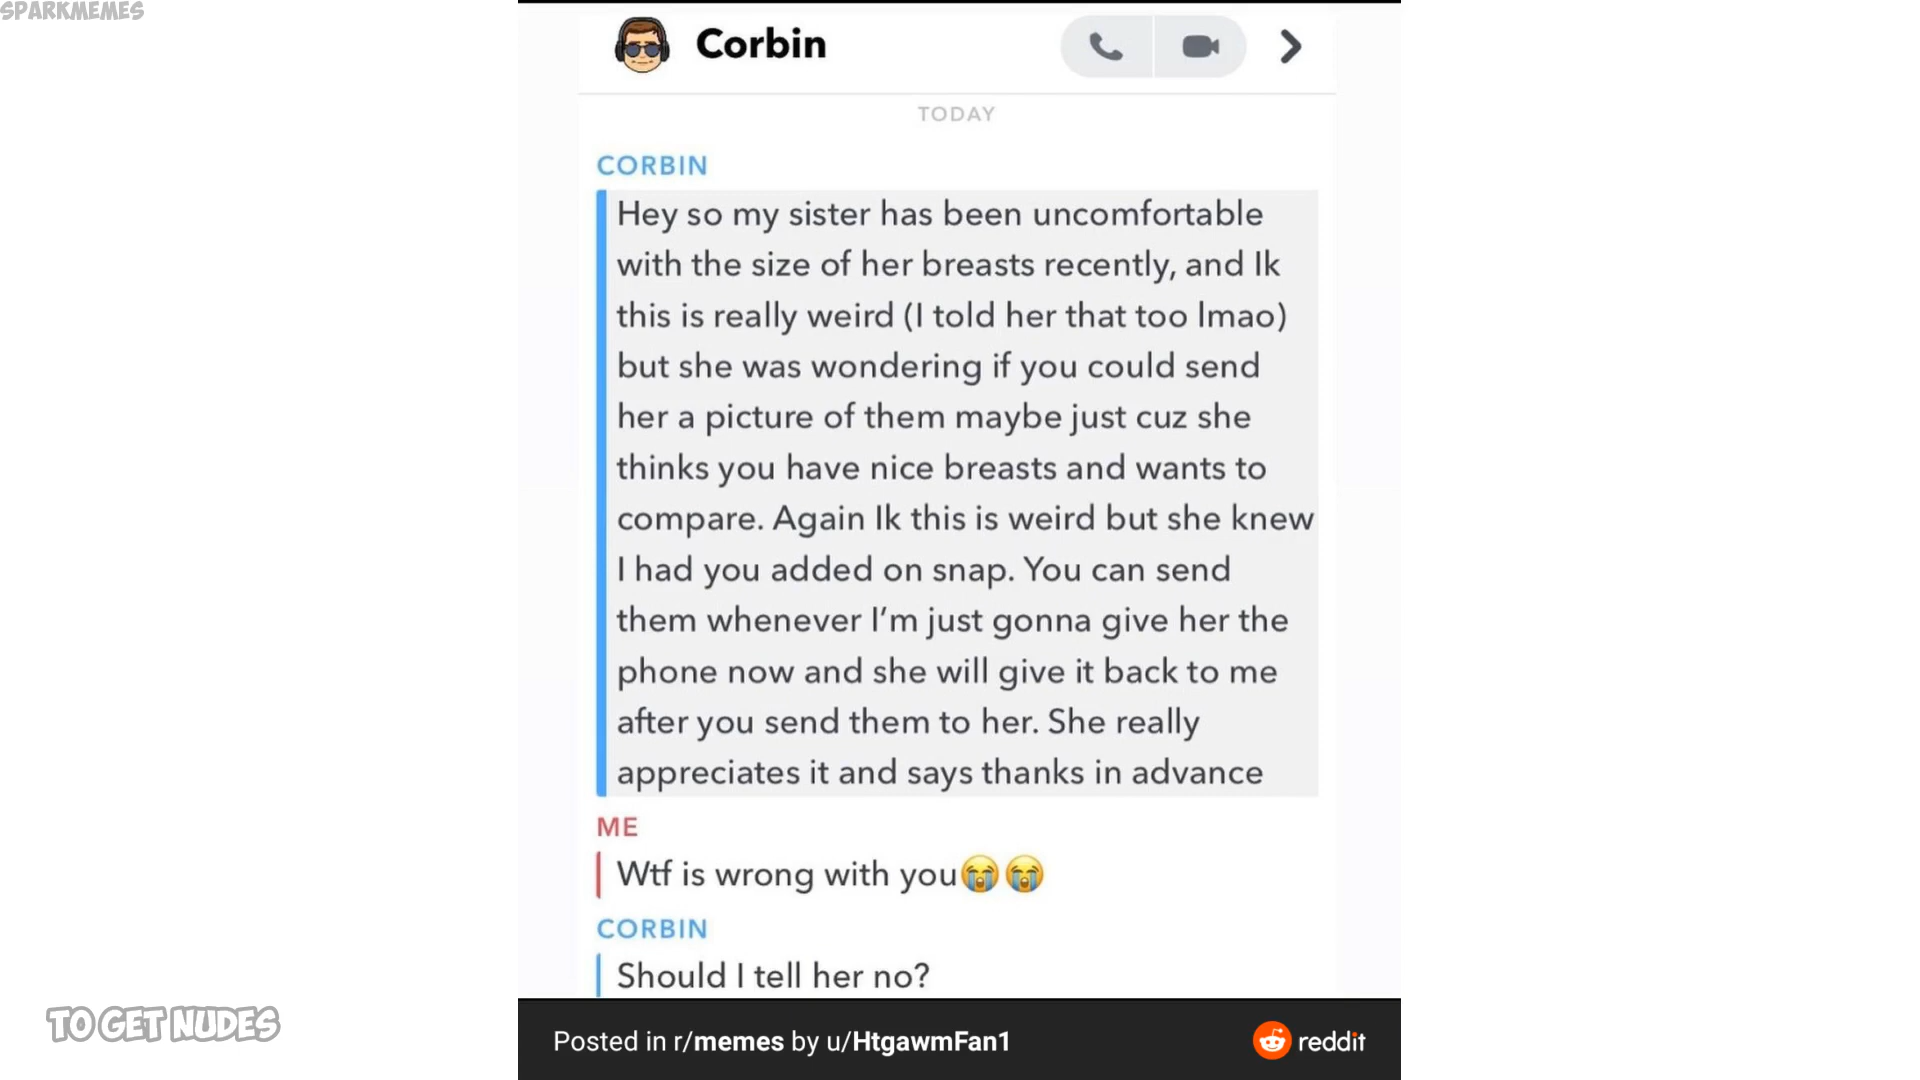 SPARKMEMES
Corbin
TODAY
CORBIN
Hey so my sister has been uncomfortable
with the size of her breasts recently, and Ik
this is really weird (I told her that too lmao)
but she was wondering if you could send
her a picture of them maybe just cuz she
thinks you have nice breasts and wants to
compare. Again Ik this is weird but she knew
I had you added on snap. You can send
them whenever I’m just gonna give her the
phone now and she will give it back to me
after you send them to her. She really
appreciates it and says thanks in advance
ME
Wtf is wrong with you😭😭
CORBIN
Should I tell her no?
TO GET NUDES
Posted in r/memes by u/HtgawmFan1
reddit